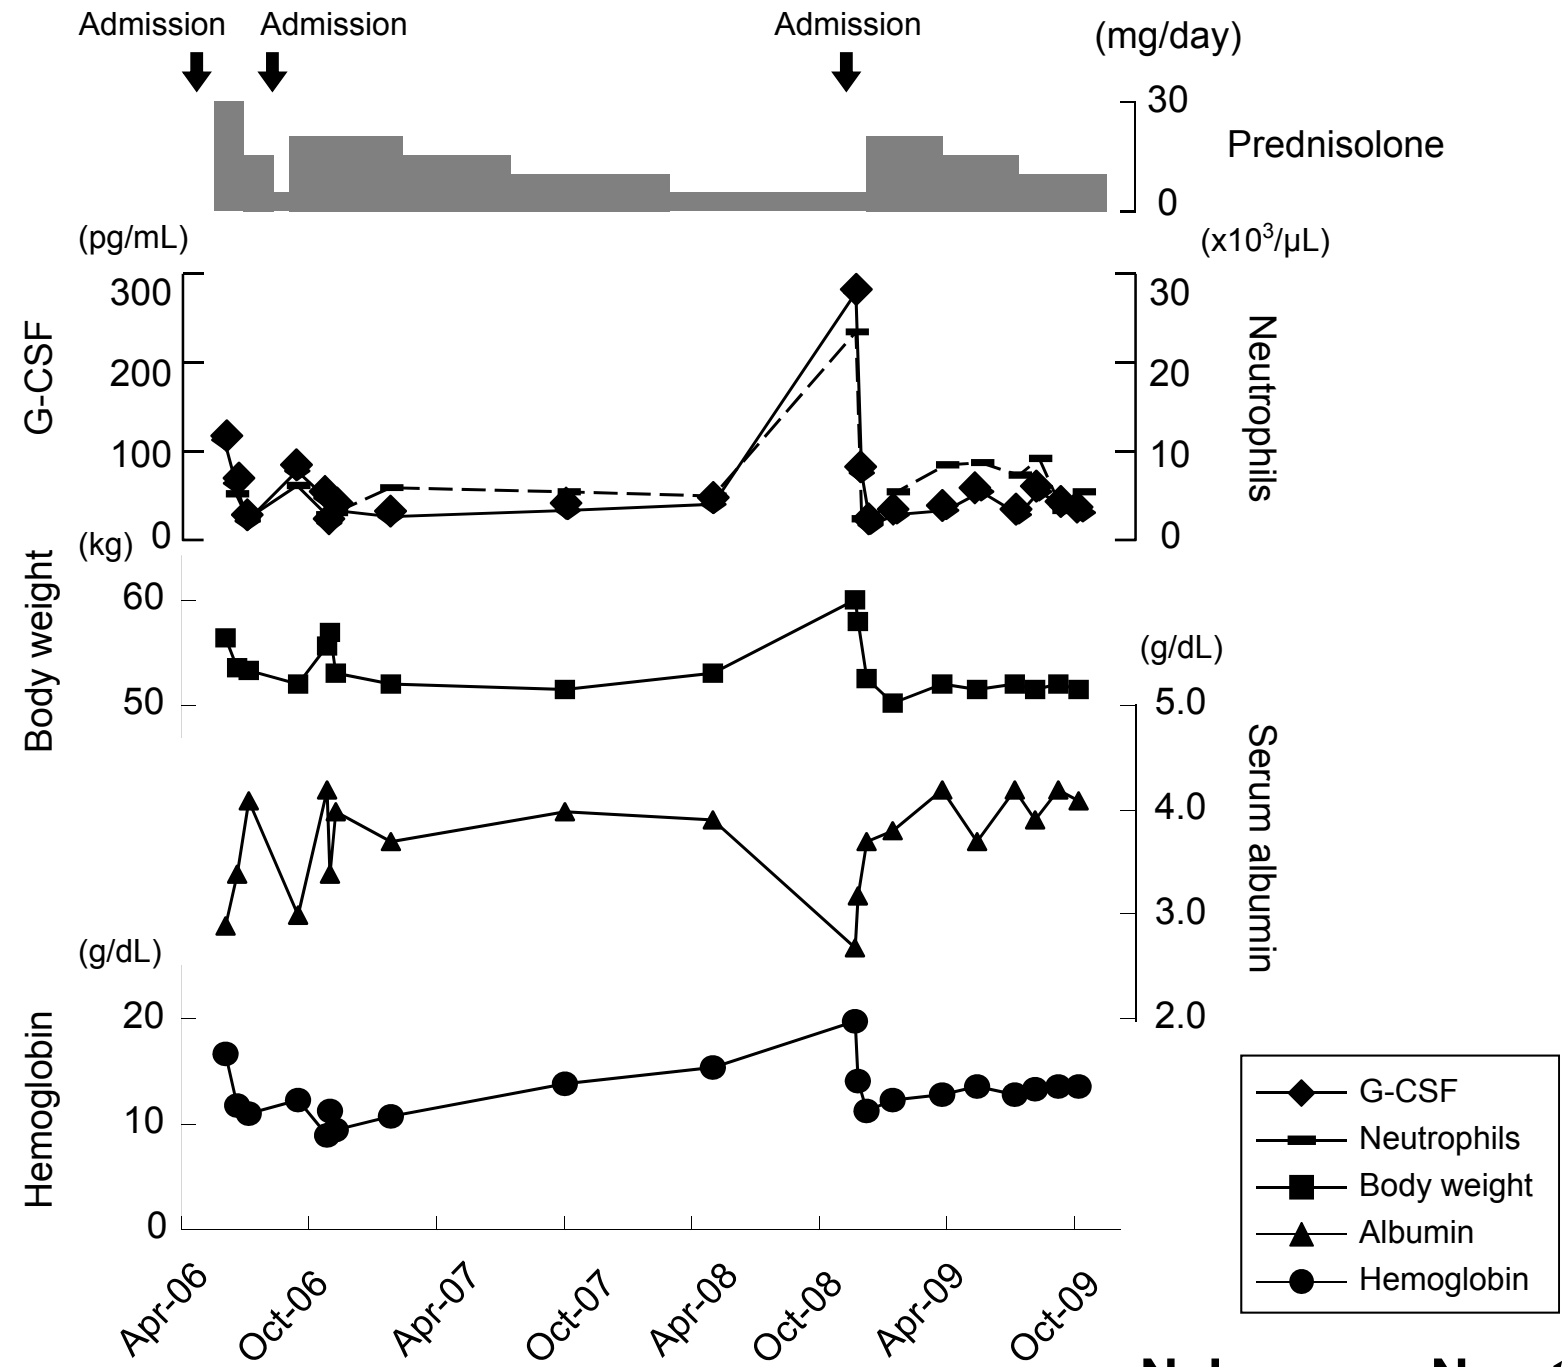 Admission Admission Admission (mg/day)
30
Prednisolone
0
(pg/mL) (x10³/µL)
G-CSF
300
200
100
0
30
20
10
0
Neutrophils
(kg)
Body weight
60
50
(g/dL)
5.0
4.0
3.0
2.0
Serum albumin
(g/dL)
Hemoglobin
20
10
0
Apr-06 Oct-06 Apr-07 Oct-07 Apr-08 Oct-08 Apr-09 Oct-09
G-CSF
Neutrophils
Body weight
Albumin
Hemoglobin